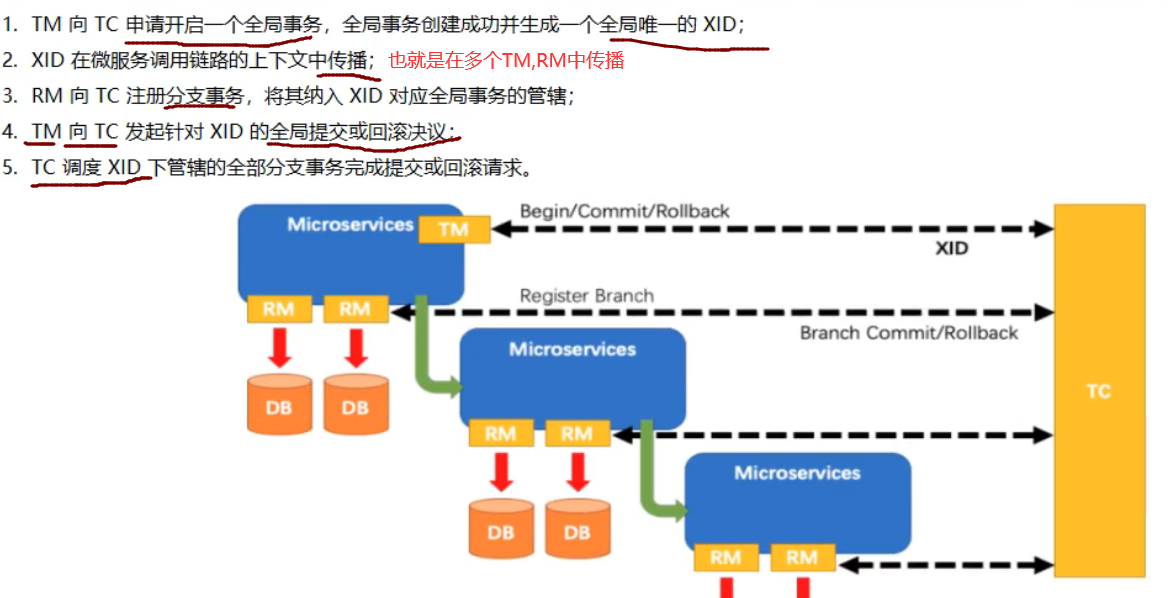 1. TM 向 TC 申请开启一个全局事务，全局事务创建成功并生成一个全局唯一的 XID；
2. XID 在微服务调用链路的上下文中传播； 也就是在多个TM,RM中传播
3. RM 向 TC 注册分支事务，将其纳入 XID 对应全局事务的管辖；
4. TM 向 TC 发起针对 XID 的全局提交或回滚决议；
5. TC 调度 XID 下管辖的全部分支事务完成提交或回滚请求。
Microservices TM Begin/Commit/Rollback
XID
RM RM Register Branch
Branch Commit/Rollback
Microservices
TC
DB DB
RM RM
Microservices
DB DB
RM RM